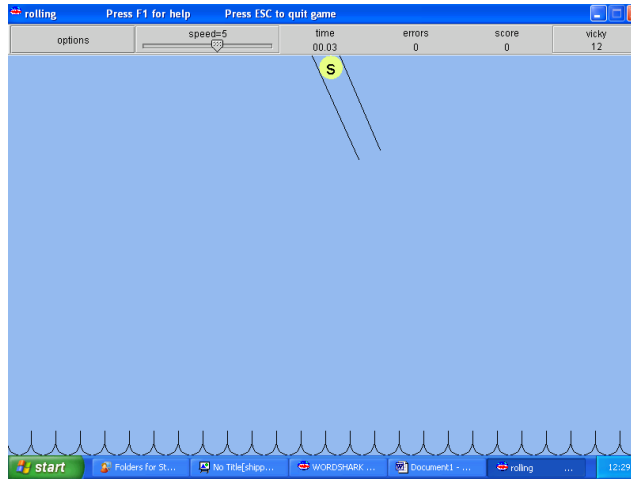 rolling Press F1 for help Press ESC to quit game
options speed=5 time errors score vicky
00.03 0 0 12
S
start Folders for St... No Title[shipp... WORDSHARK ... Document1 - ... rolling ... 12:29